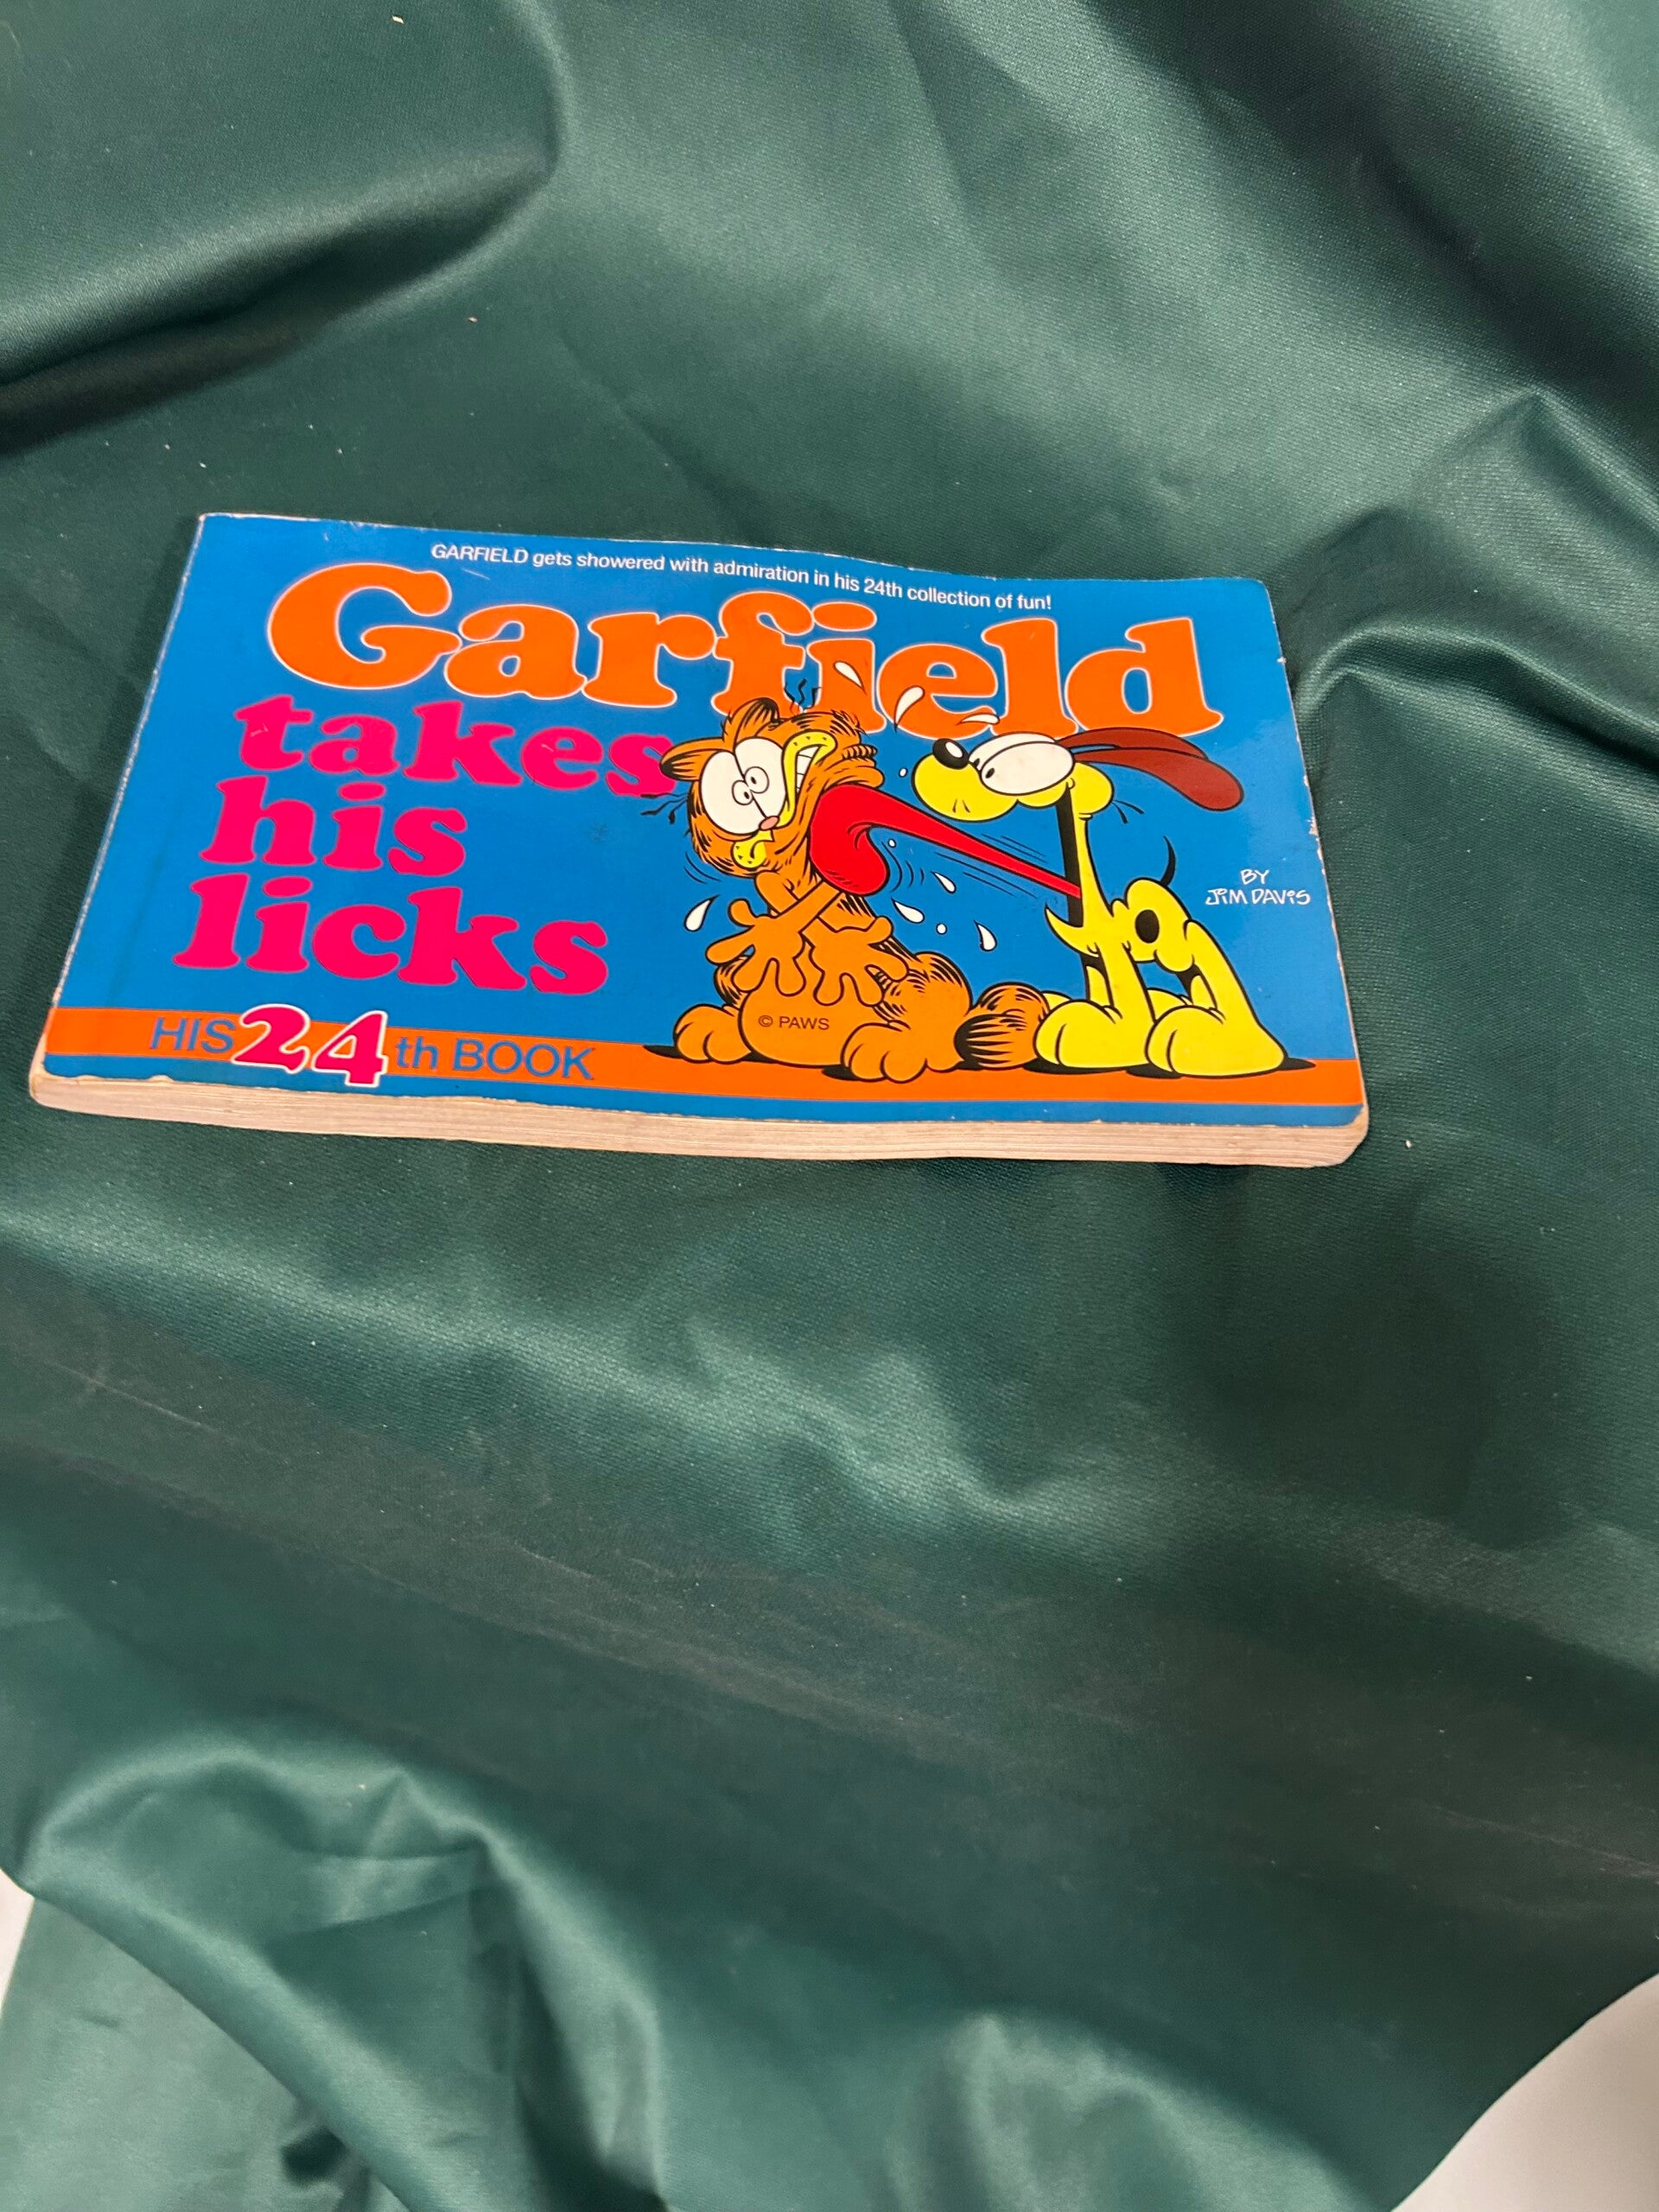 GARFIELD gets showered with admiration in his 24th collection of fun!
Garfield
takes
his
licks
BY
JIM DAVIS
© PAWS
HIS 24th BOOK